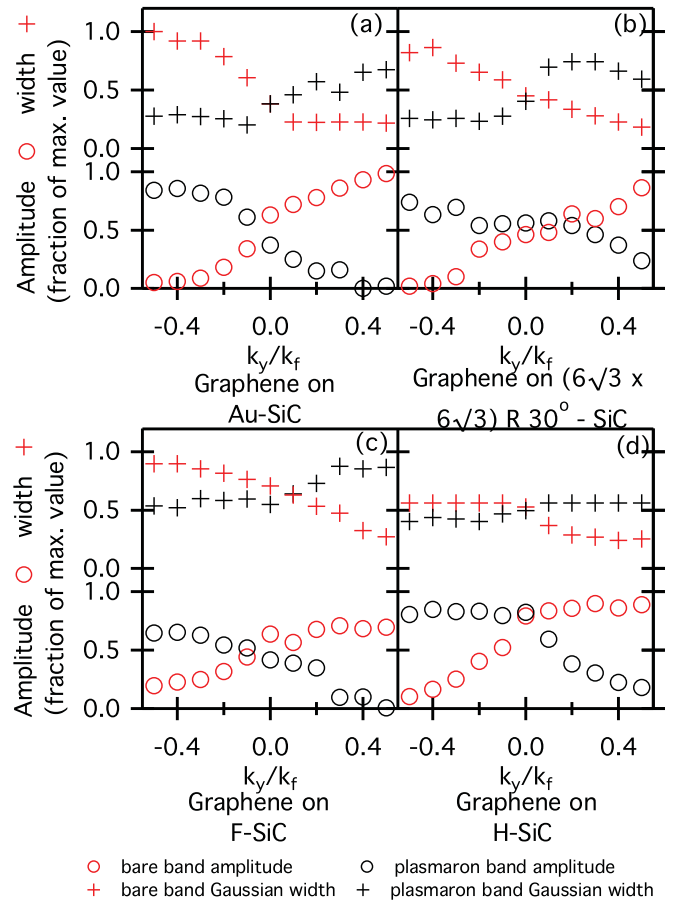 (a)
(b)
Amplitude ○ width +
(fraction of max. value)
1.0
0.5
0.0
1.0
0.5
0.0
-0.4 0.0 0.4
-0.4 0.0 0.4
k_y/k_f
k_y/k_f
Graphene on
Au-SiC
Graphene on (6√3 x
6√3) R 30° - SiC
(c)
(d)
Amplitude ○ width +
(fraction of max. value)
1.0
0.5
0.0
1.0
0.5
0.0
-0.4 0.0 0.4
-0.4 0.0 0.4
k_y/k_f
k_y/k_f
Graphene on
F-SiC
Graphene on
H-SiC
○ bare band amplitude ○ plasmaron band amplitude
+ bare band Gaussian width + plasmaron band Gaussian width